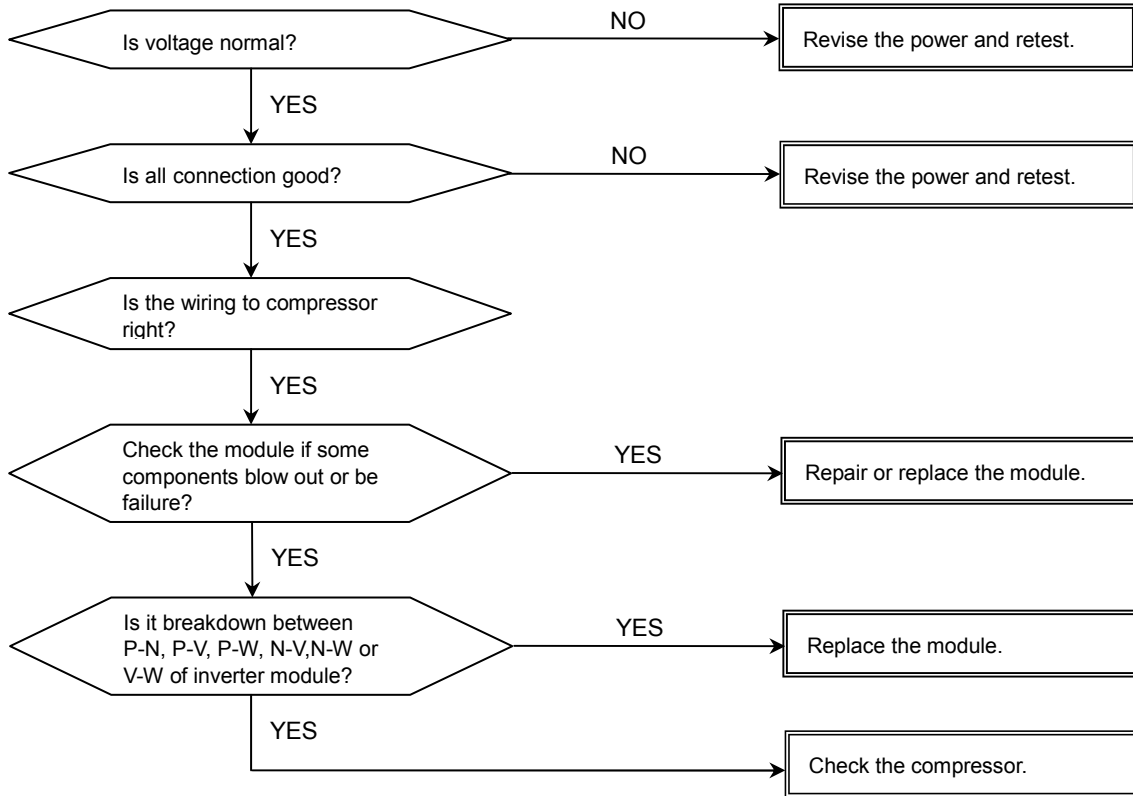 Is voltage normal?
NO
Revise the power and retest.
YES
Is all connection good?
NO
Revise the power and retest.
YES
Is the wiring to compressor
right?
YES
Check the module if some
components blow out or be
failure?
YES
Repair or replace the module.
YES
Is it breakdown between
P-N, P-V, P-W, N-V,N-W or
V-W of inverter module?
YES
Replace the module.
YES
Check the compressor.